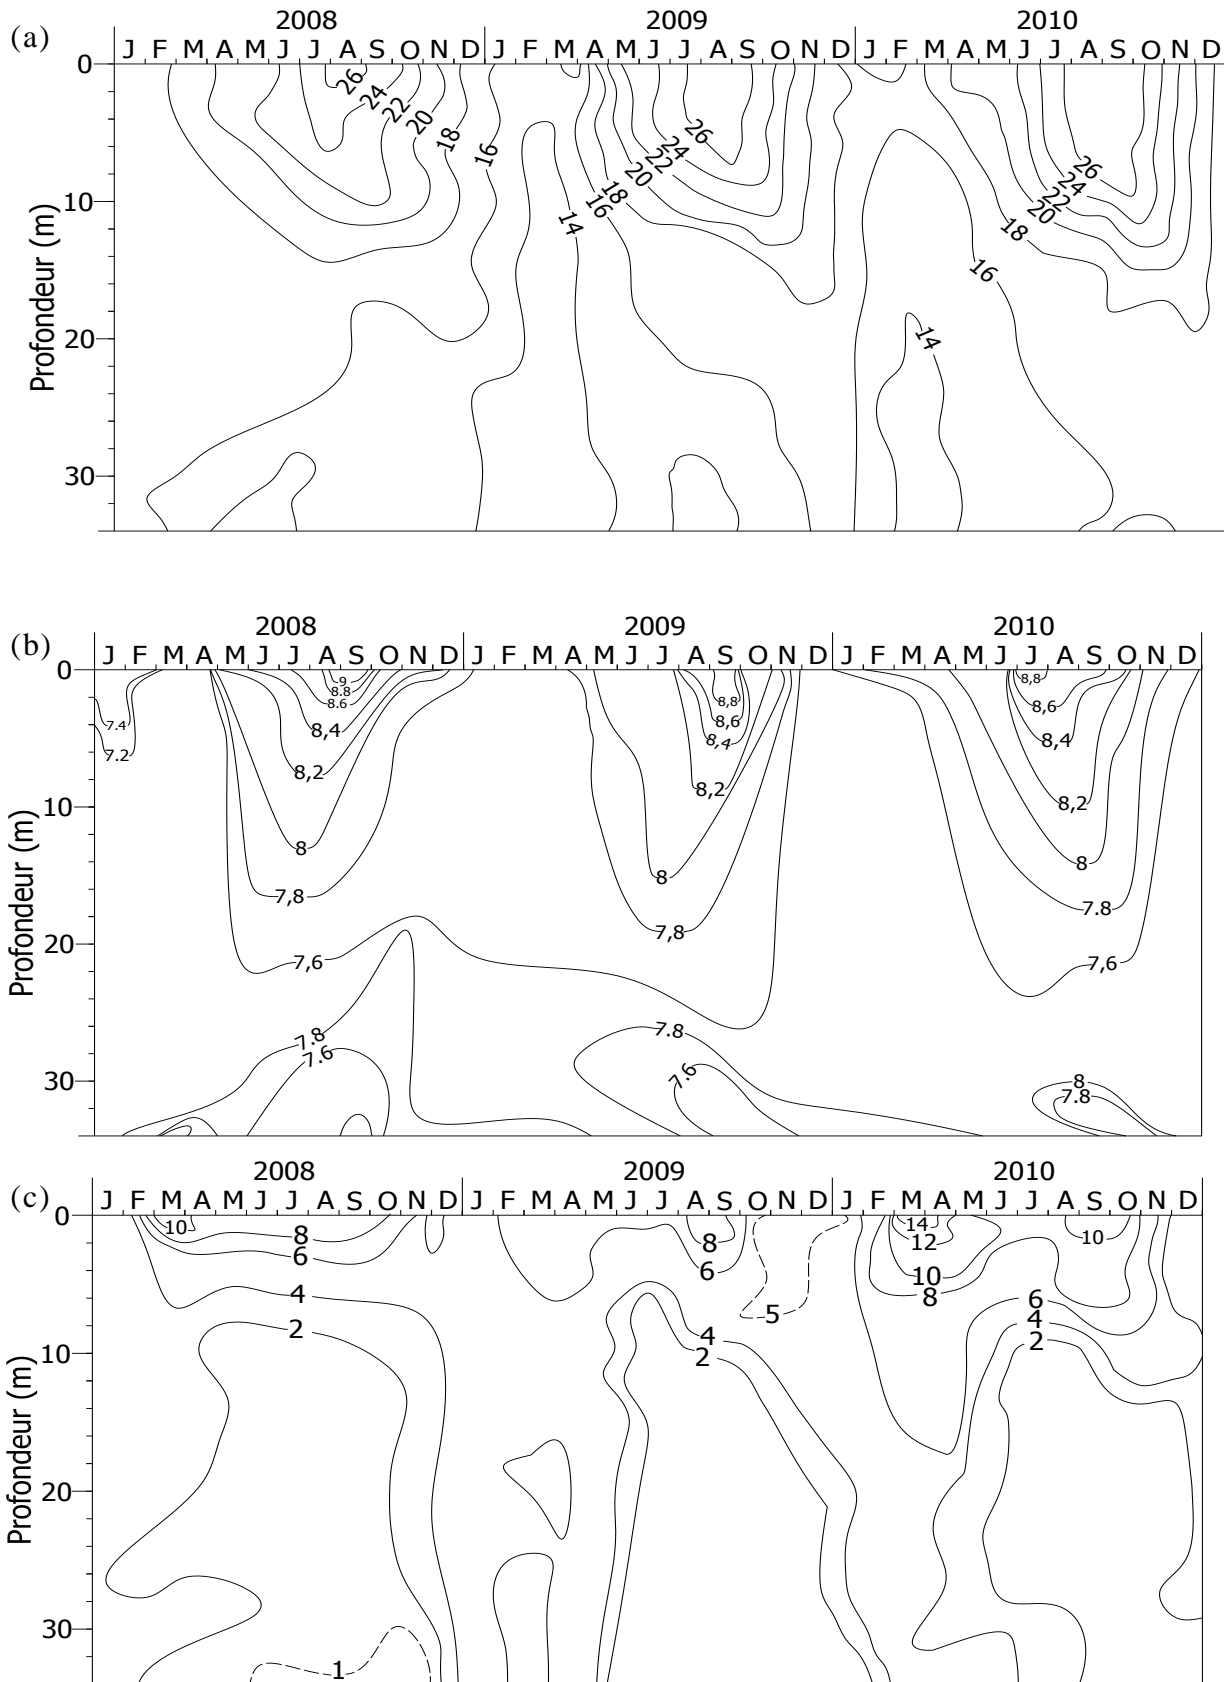 2008 2009 2010
(a) J F M A M J J A S O N D J F M A M J J A S O N D J F M A M J J A S O N D
0
26 24 22 20 18 16
26 24 22 20 18 16 14
26 24 22 20 18 16
14
10
20
30
Profondeur (m)
2008 2009 2010
(b) J F M A M J J A S O N D J F M A M J J A S O N D J F M A M J J A S O N D
0
7.4 7.2
9 8.8 8.6 8,4 8,2 8 7,8 7,6
8,8 8,6 8,4 8,2 8 7,8
8,8 8,6 8,4 8,2 8 7.8 7,6
10
20
7.8 7.6
7.8 7.6
8 7.8
30
Profondeur (m)
2008 2009 2010
(c) J F M A M J J A S O N D J F M A M J J A S O N D J F M A M J J A S O N D
0
10 8 6 4 2
8 6 5 4 2
14 12 10 8
10 6 4 2
10
20
30
1
Profondeur (m)